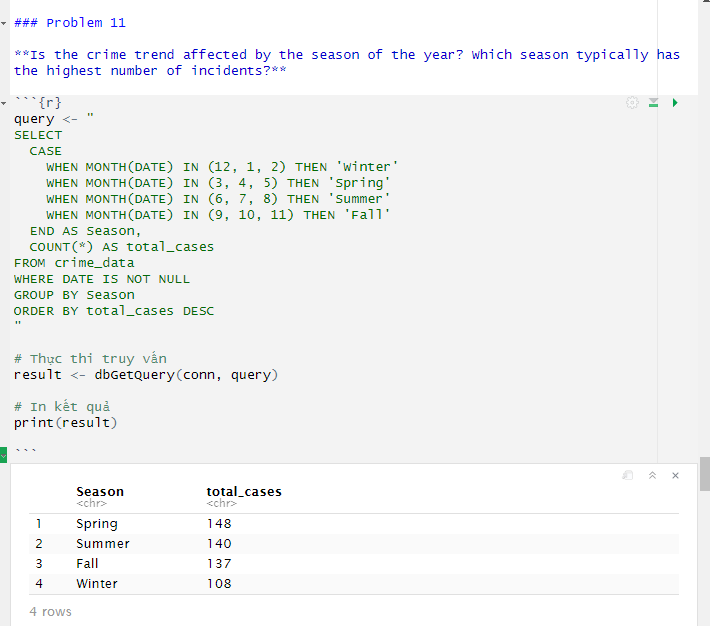 ### Problem 11
**Is the crime trend affected by the season of the year? Which season typically has
the highest number of incidents?**
```{r}
query <- "
SELECT
  CASE
    WHEN MONTH(DATE) IN (12, 1, 2) THEN 'Winter'
    WHEN MONTH(DATE) IN (3, 4, 5) THEN 'Spring'
    WHEN MONTH(DATE) IN (6, 7, 8) THEN 'Summer'
    WHEN MONTH(DATE) IN (9, 10, 11) THEN 'Fall'
  END AS Season,
  COUNT(*) AS total_cases
FROM crime_data
WHERE DATE IS NOT NULL
GROUP BY Season
ORDER BY total_cases DESC
"
# Thực thi truy vấn
result <- dbGetQuery(conn, query)
# In kết quả
print(result)
```
Season total_cases
<chr> <chr>
1 Spring 148
2 Summer 140
3 Fall 137
4 Winter 108
4 rows